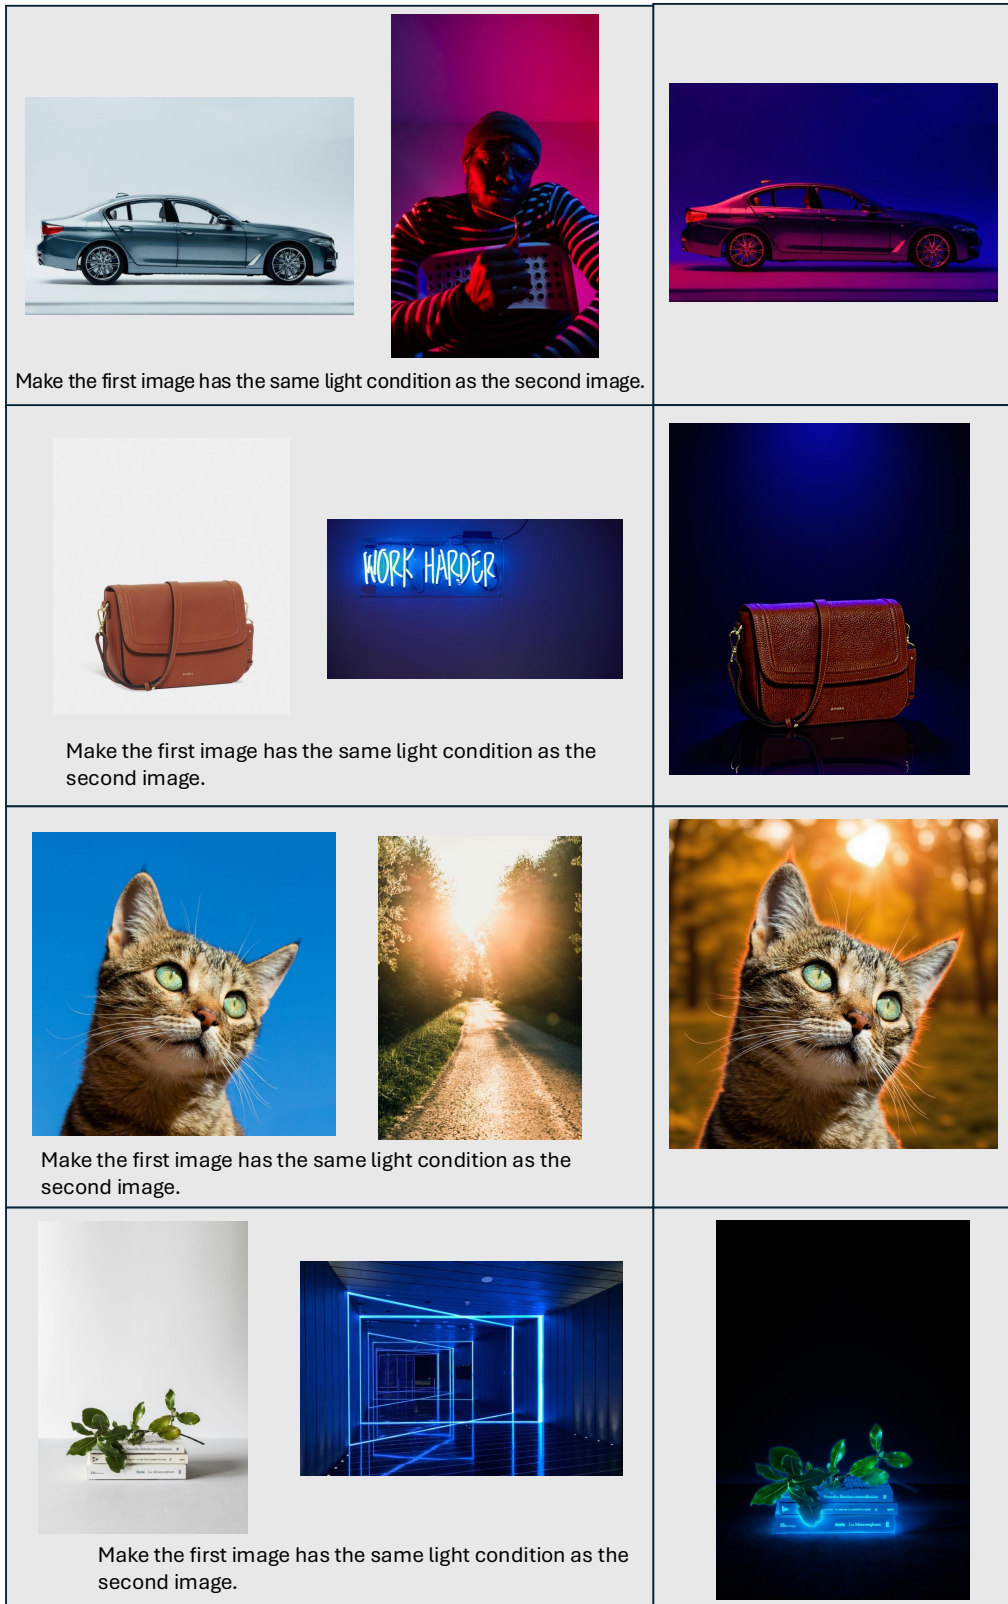 Make the first image has the same light condition as the second image.
WORK HARDER
Make the first image has the same light condition as the
second image.
Make the first image has the same light condition as the
second image.
Make the first image has the same light condition as the
second image.